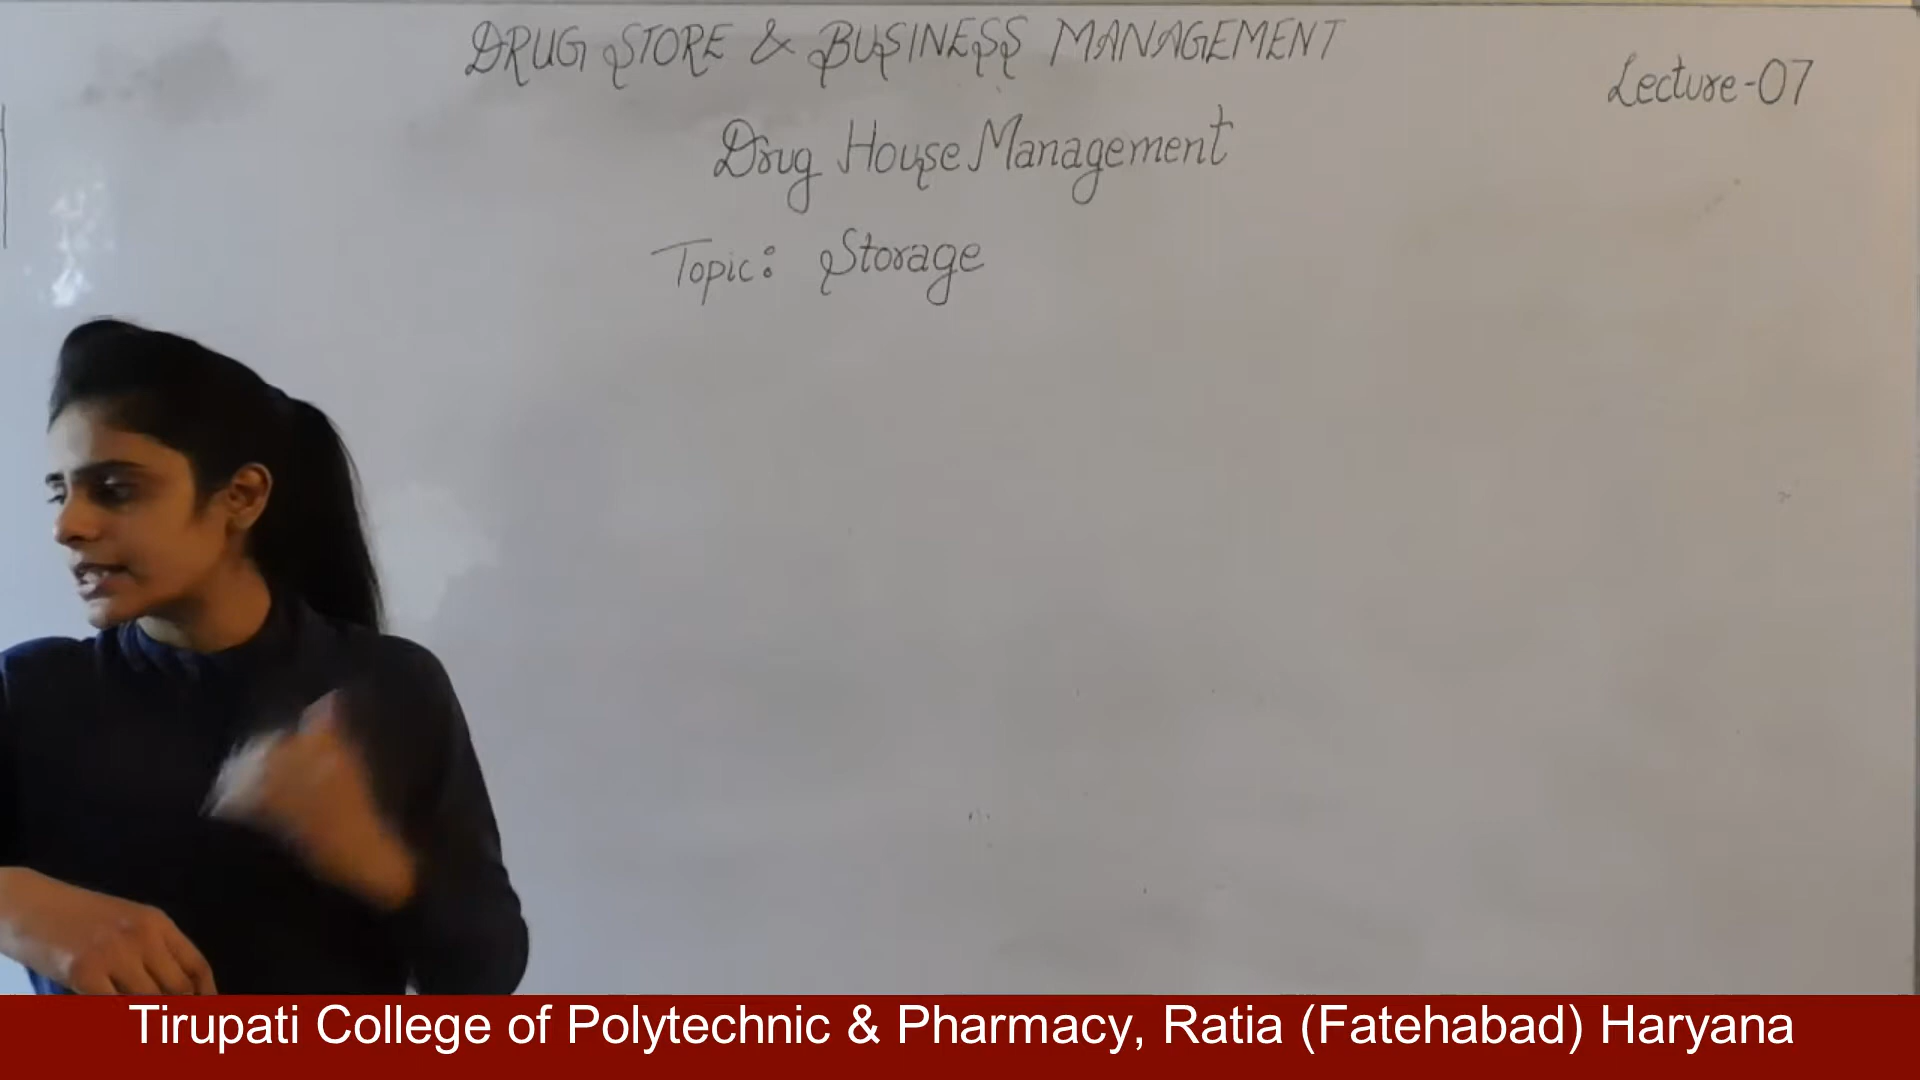 DRUG STORE & BUSINESS MANAGEMENT
Lecture-07
Drug House Management
Topic: Storage
Tirupati College of Polytechnic & Pharmacy, Ratia (Fatehabad) Haryana